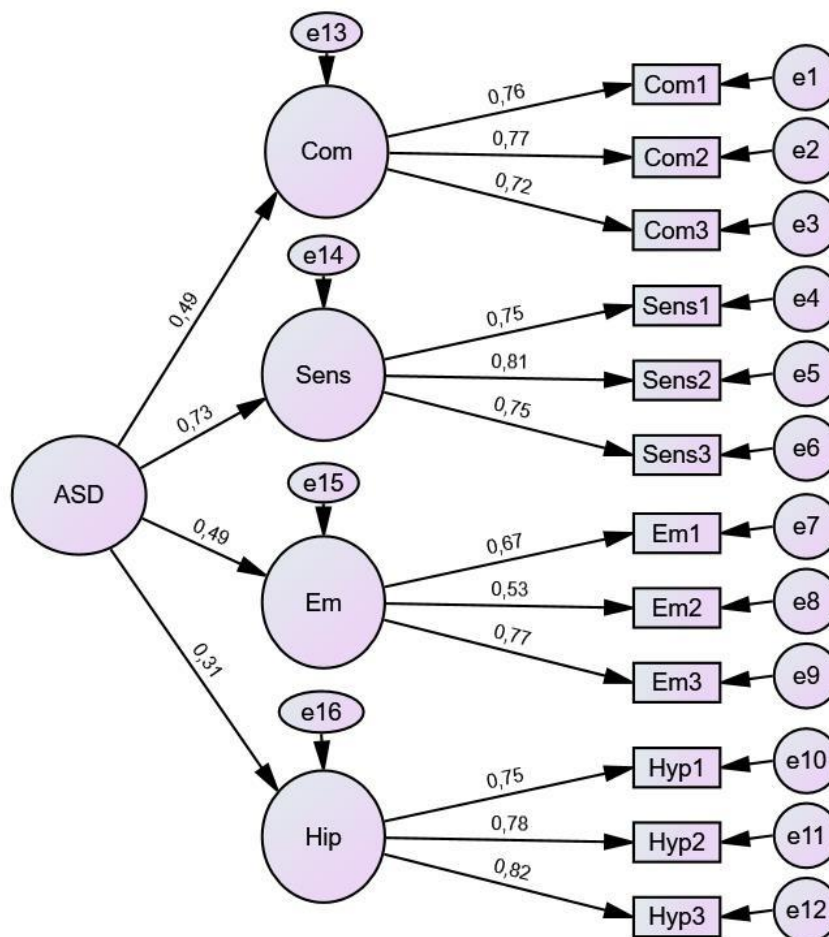 e13
Com
0,76
Com1
e1
0,77
Com2
e2
0,72
Com3
e3
0,49
e14
Sens
0,75
Sens1
e4
0,81
Sens2
e5
0,75
Sens3
e6
0,73
ASD
e15
Em
0,67
Em1
e7
0,53
Em2
e8
0,77
Em3
e9
0,49
e16
Hip
0,75
Hyp1
e10
0,78
Hyp2
e11
0,82
Hyp3
e12
0,31